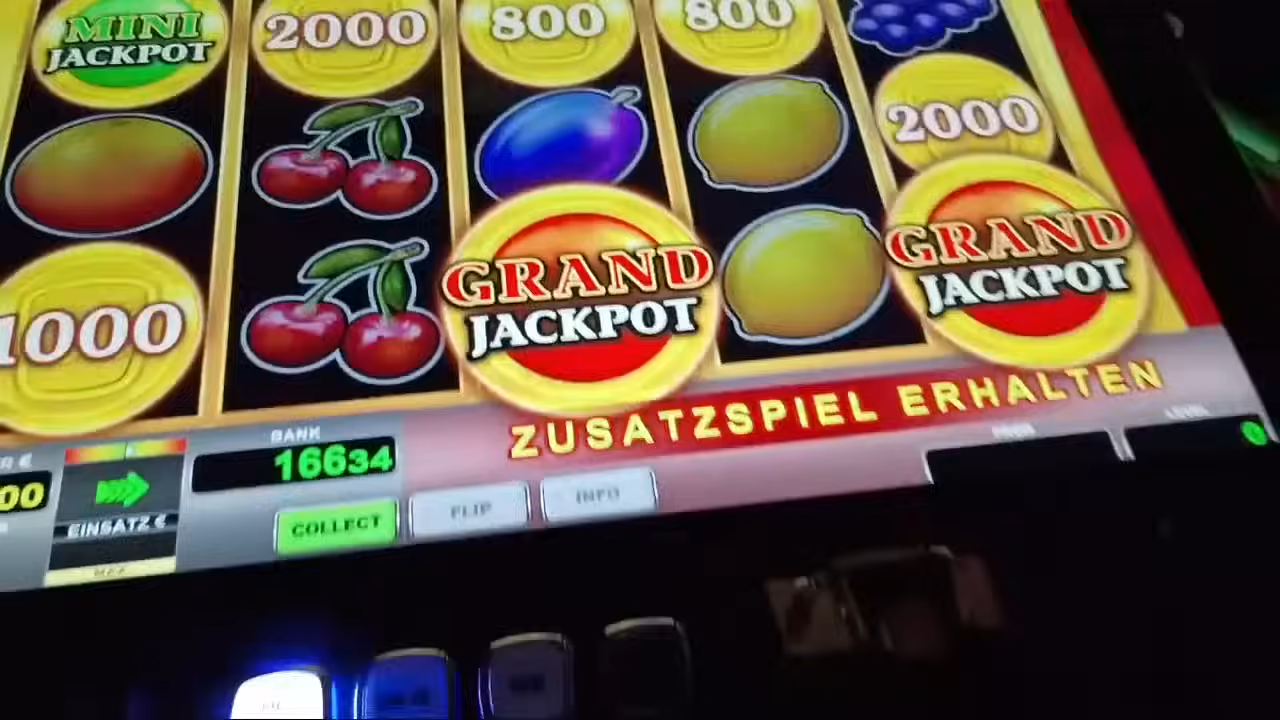 MINI
JACKPOT
2000
800
800
2000
1000
GRAND
JACKPOT
GRAND
JACKPOT
ZUSATZSPIEL ERHALTEN
BANK
16634
00
EINSATZ €
COLLECT
FLIP
INFO